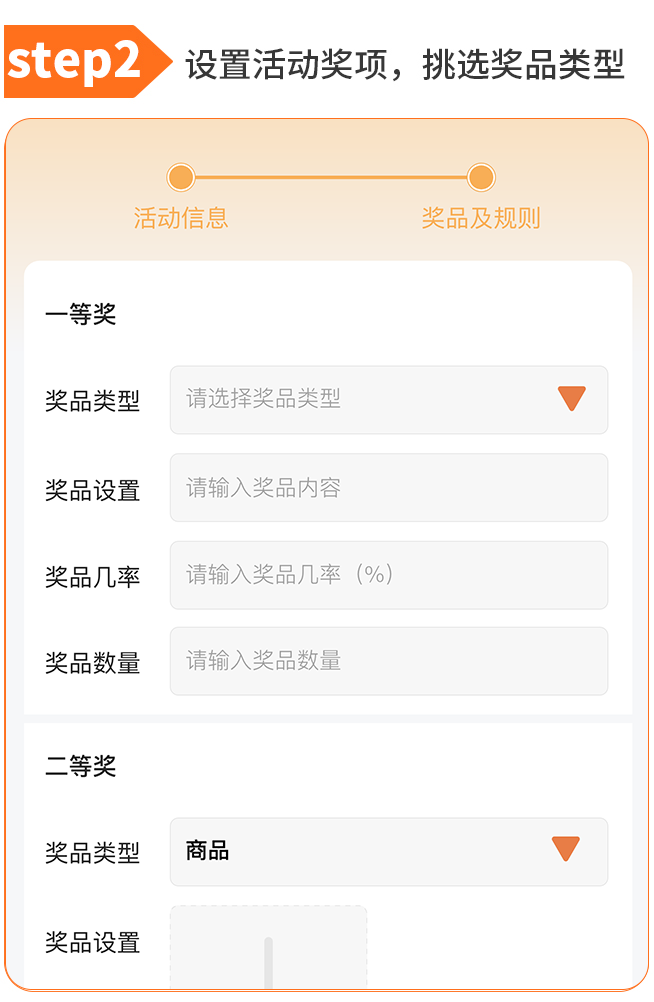 step2 设置活动奖项，挑选奖品类型
活动信息 奖品及规则
一等奖
奖品类型 请选择奖品类型
奖品设置 请输入奖品内容
奖品几率 请输入奖品几率（%）
奖品数量 请输入奖品数量
二等奖
奖品类型 商品
奖品设置